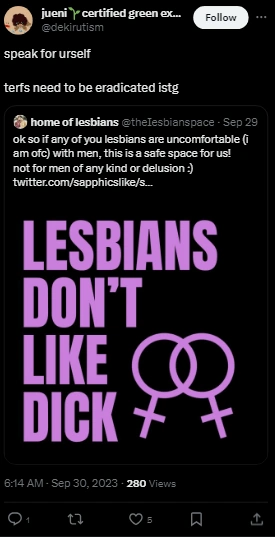 jueni🌱certified green ex...
@dekirutism
Follow
...
speak for urself
terfs need to be eradicated istg
home of lesbians @theIesbianspace · Sep 29
...
ok so if any of you lesbians are uncomfortable (i
am ofc) with men, this is a safe space for us!
not for men of any kind or delusion :)
twitter.com/sapphicslike/s...
LESBIANS
DON'T
LIKE
DICK
6:14 AM · Sep 30, 2023 · 280 Views
1
5